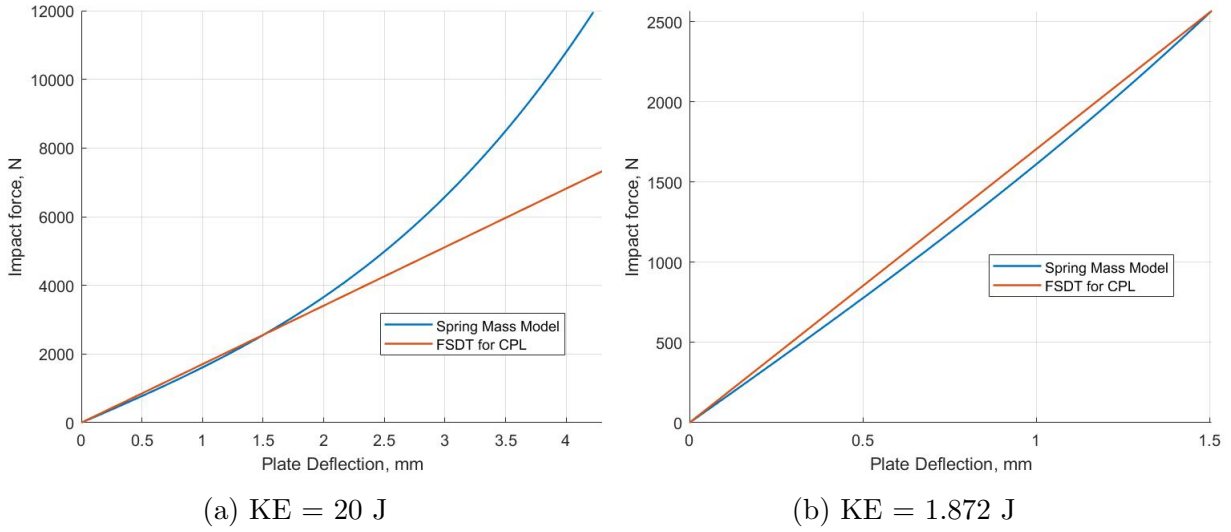 12000
10000
8000
6000
4000
2000
0
Impact force, N
Spring Mass Model
FSDT for CPL
0 0.5 1 1.5 2 2.5 3 3.5 4
Plate Deflection, mm
(a) KE = 20 J
2500
2000
1500
1000
500
0
Impact force, N
Spring Mass Model
FSDT for CPL
0 0.5 1 1.5
Plate Deflection, mm
(b) KE = 1.872 J